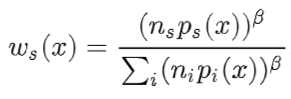 $w_s(x) = \frac{(n_s p_s(x))^\beta}{\sum_i (n_i p_i(x))^\beta}$